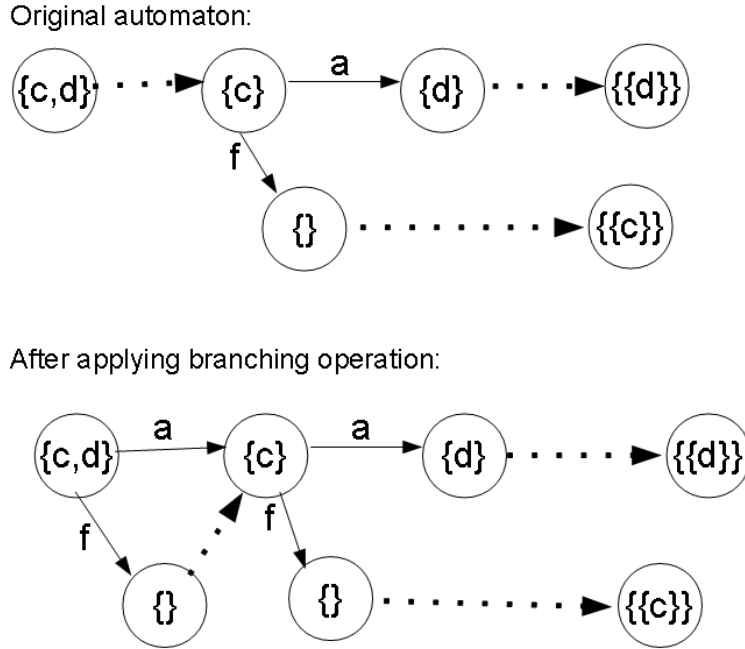 Original automaton:
{c,d} {c} a {d} {{d}}
f
{} {{c}}
After applying branching operation:
{c,d} a {c} a {d} {{d}}
f f
{} {} {{c}}